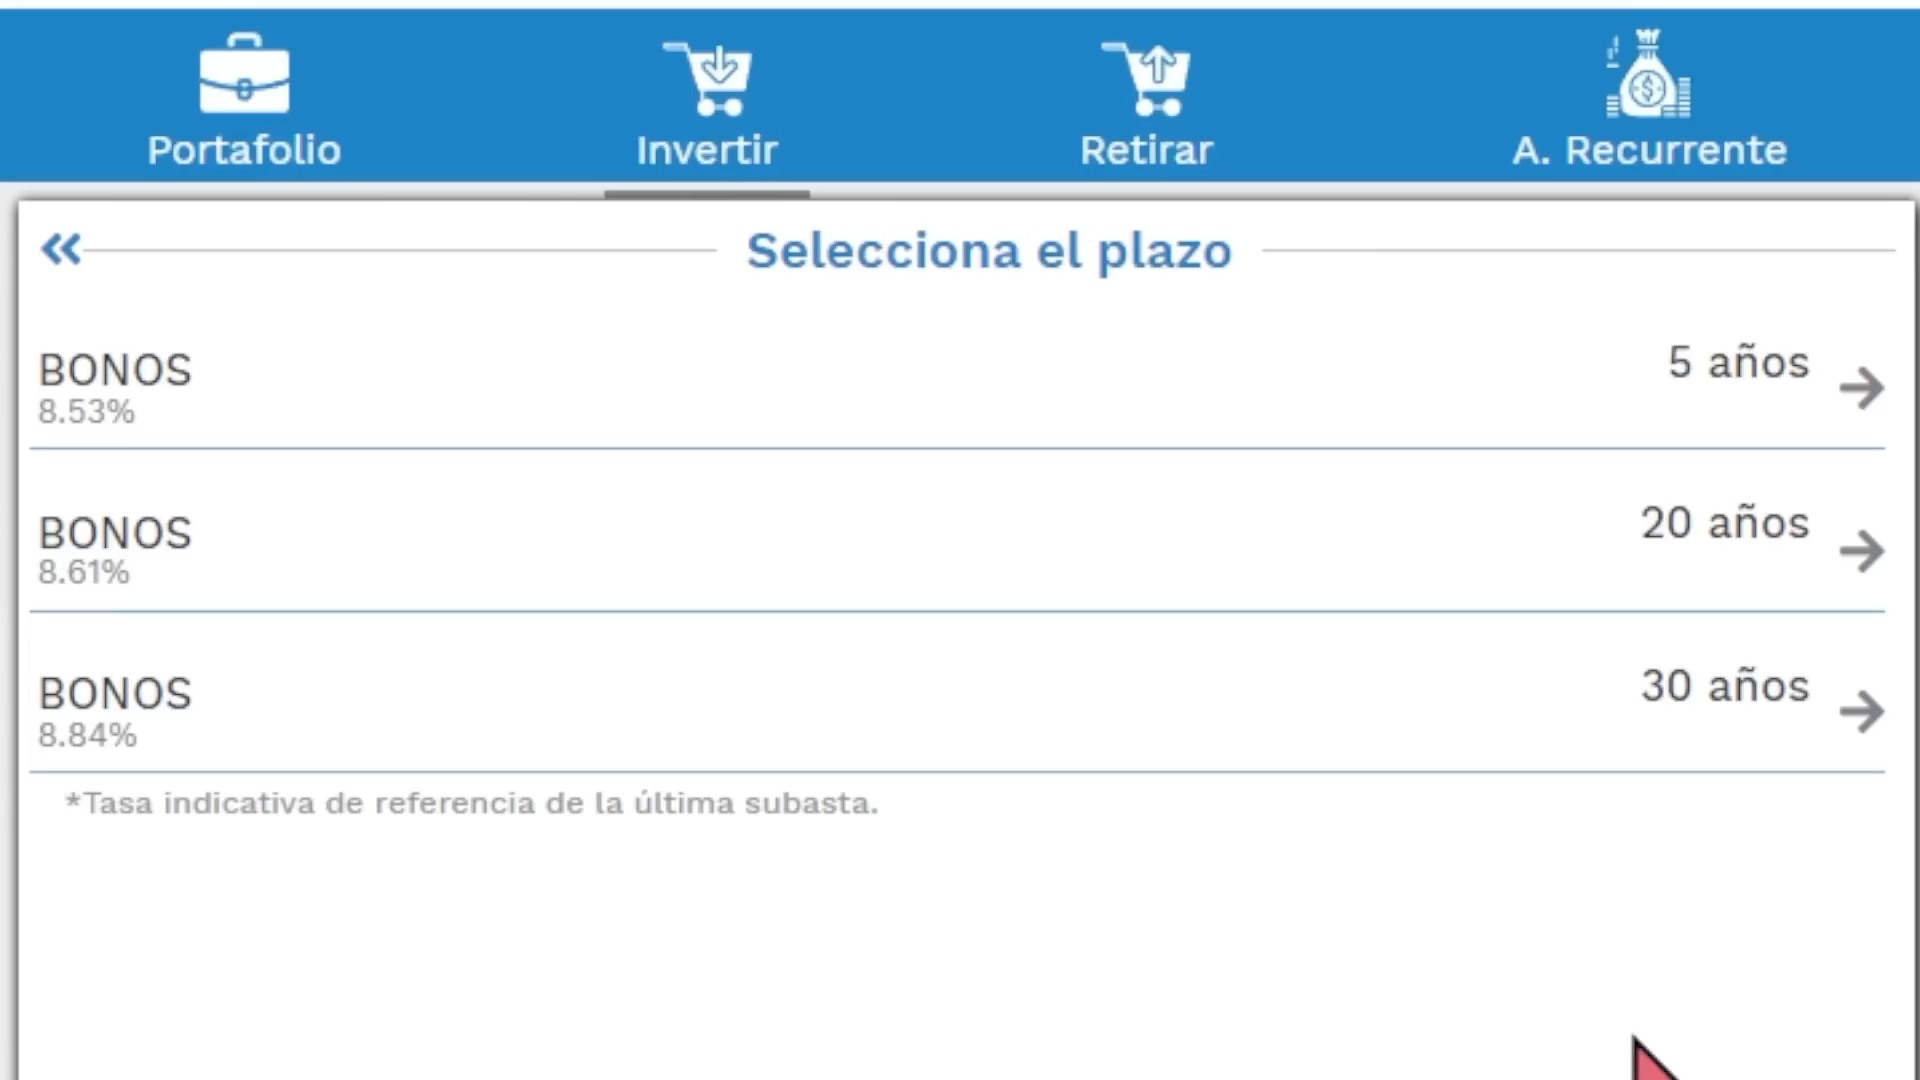 Portafolio
Invertir
Retirar
A. Recurrente
Selecciona el plazo
BONOS
5 años
8.53%
BONOS
20 años
8.61%
BONOS
30 años
8.84%
*Tasa indicativa de referencia de la última subasta.